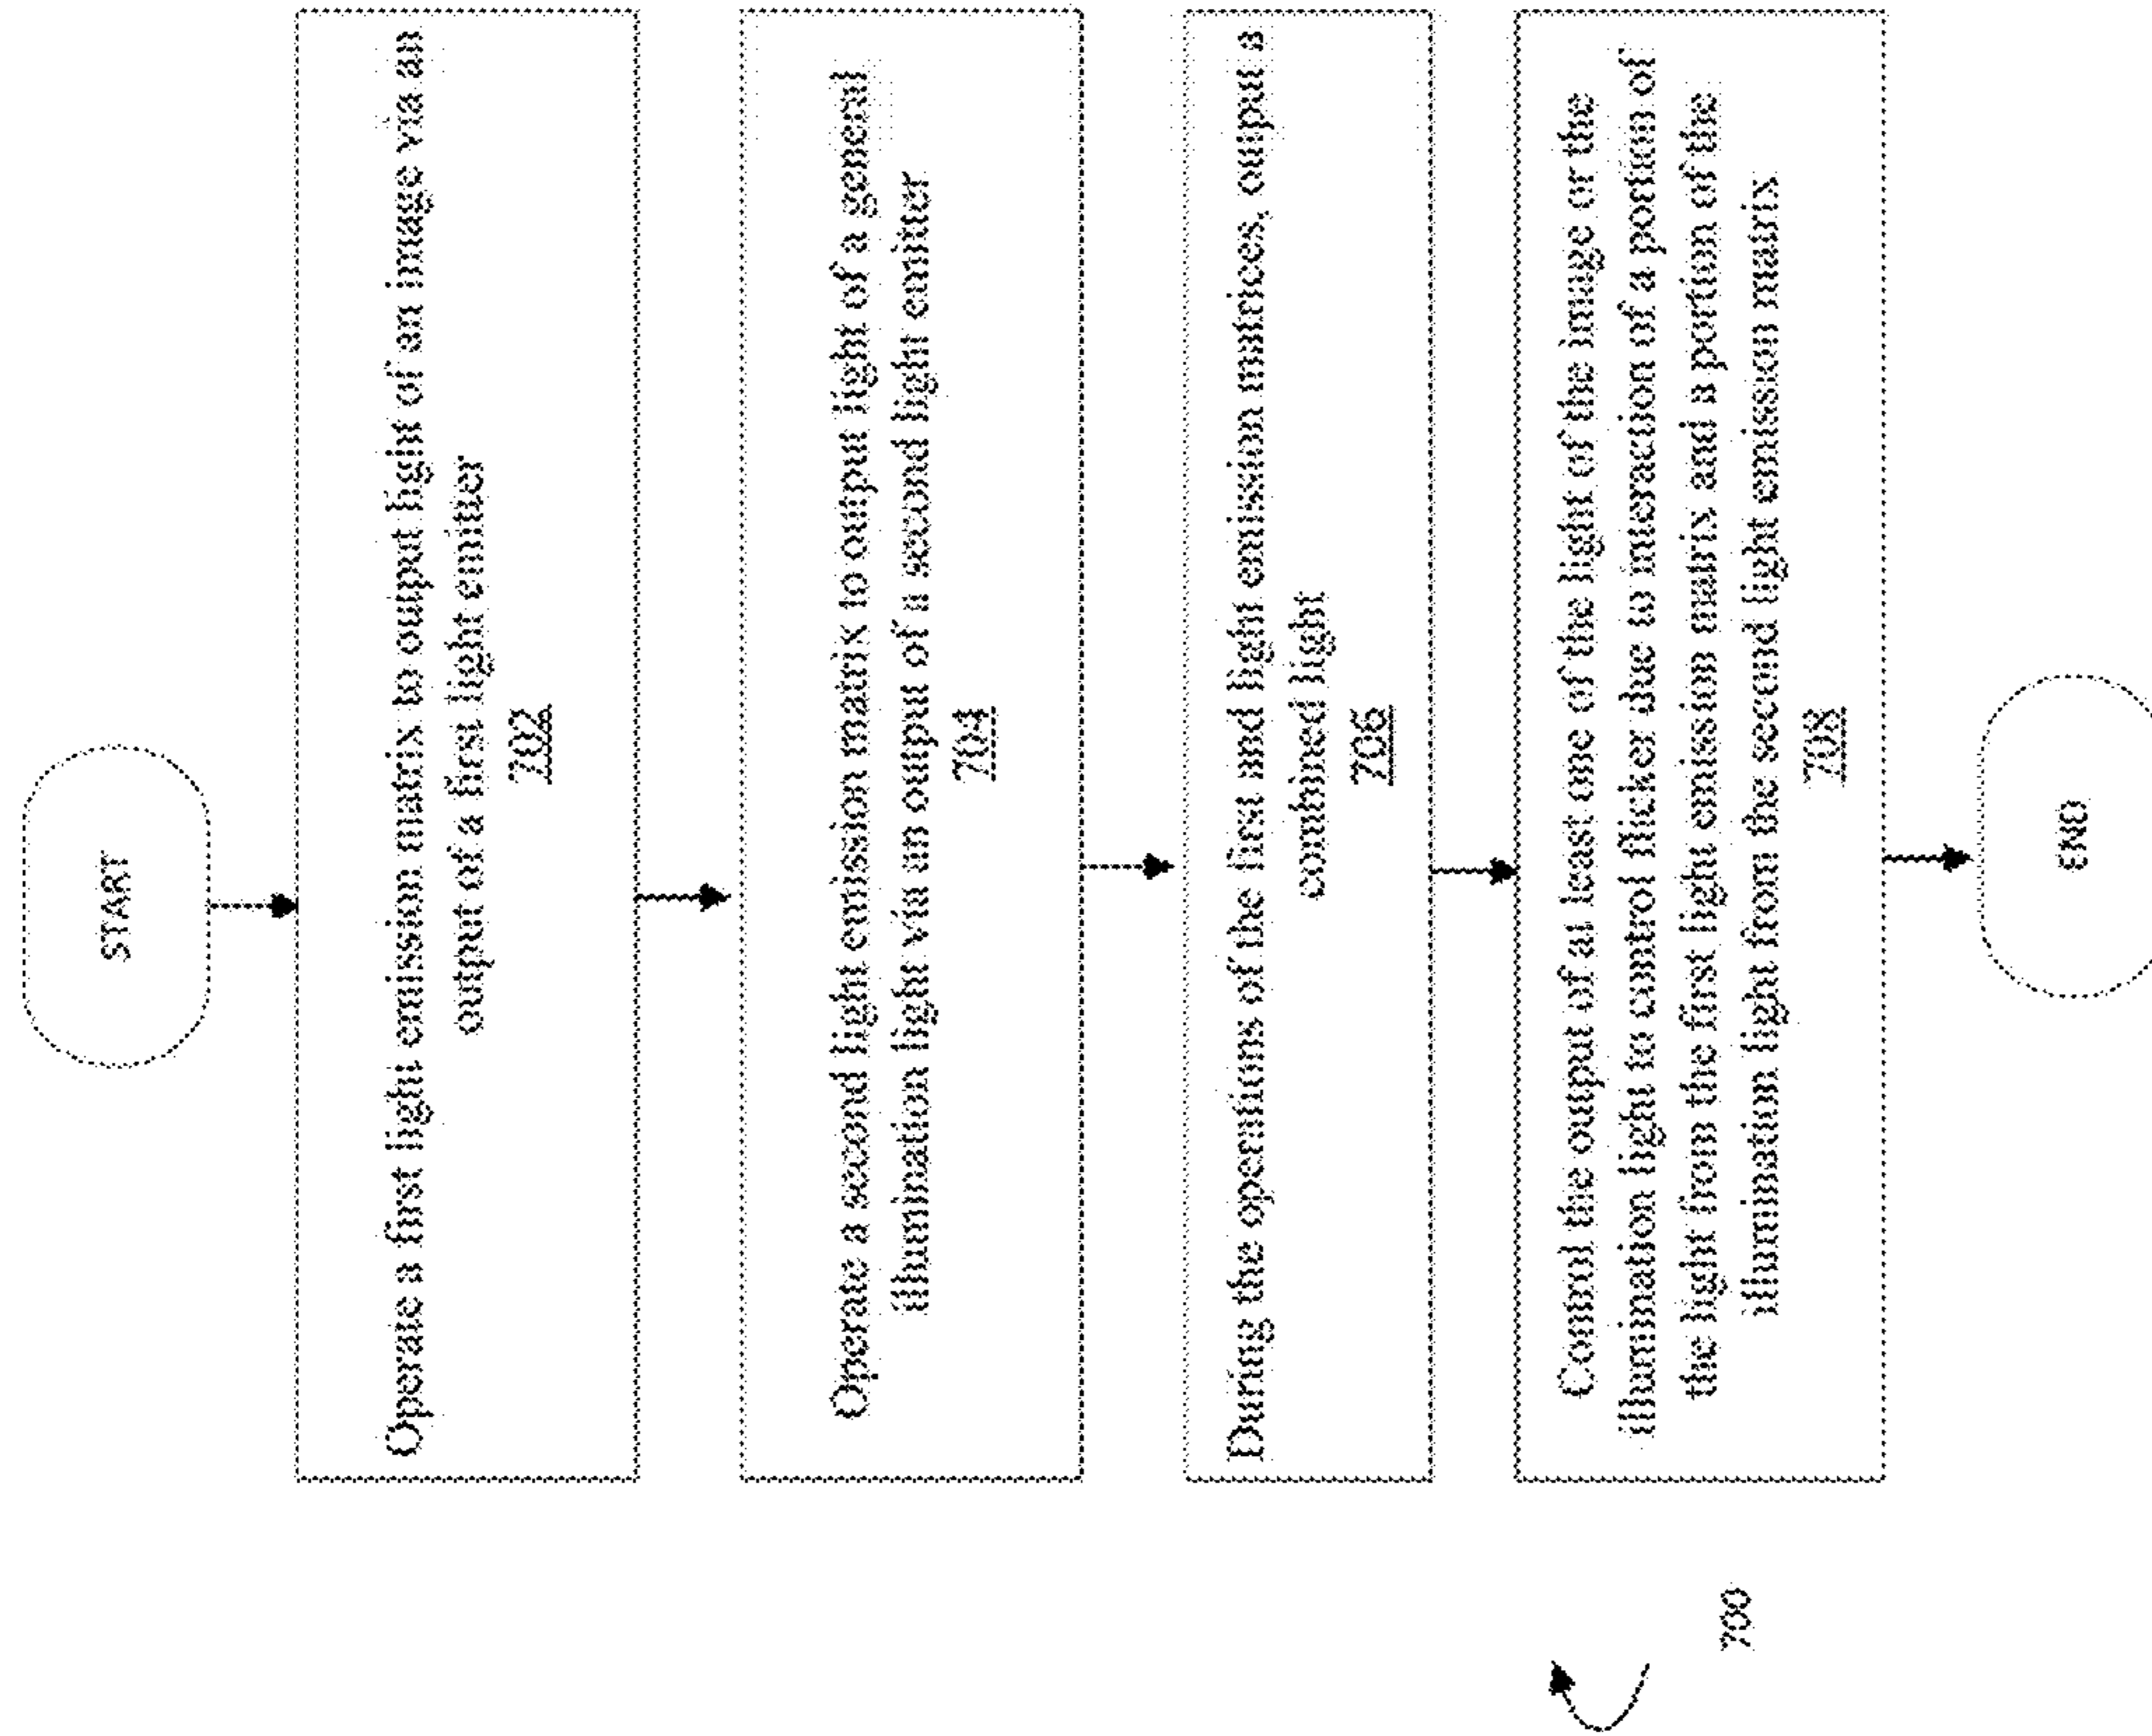 START
Operate a first light emission matrix to output light of an image via an
output of a first light emitter
702
Operate a second light emission matrix to output light of a general
illumination light via an output of a second light emitter
704
During the operations of the first and light emission matrices, output a
combined light
706
Control the output of at least one of the light of the image or the
illumination light to control flicker due to interaction of a portion of
the light from the first light emission matrix and a portion of the
illumination light from the second light emission matrix
708
END
700